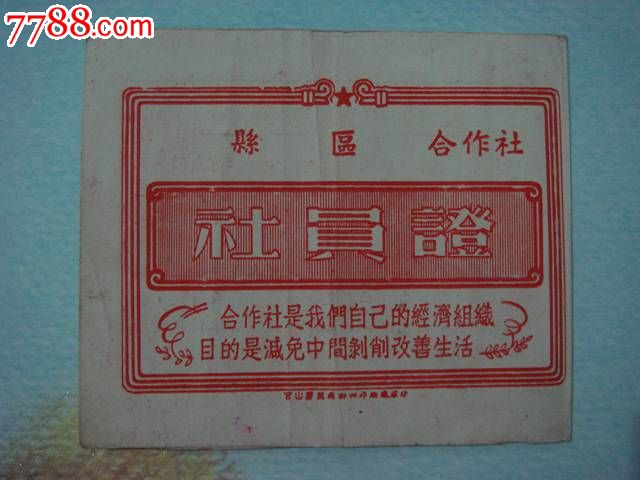 7788.com
縣 區 合作社
社員證
合作社是我們自己的經濟組織
目的是減免中間剝削改善生活